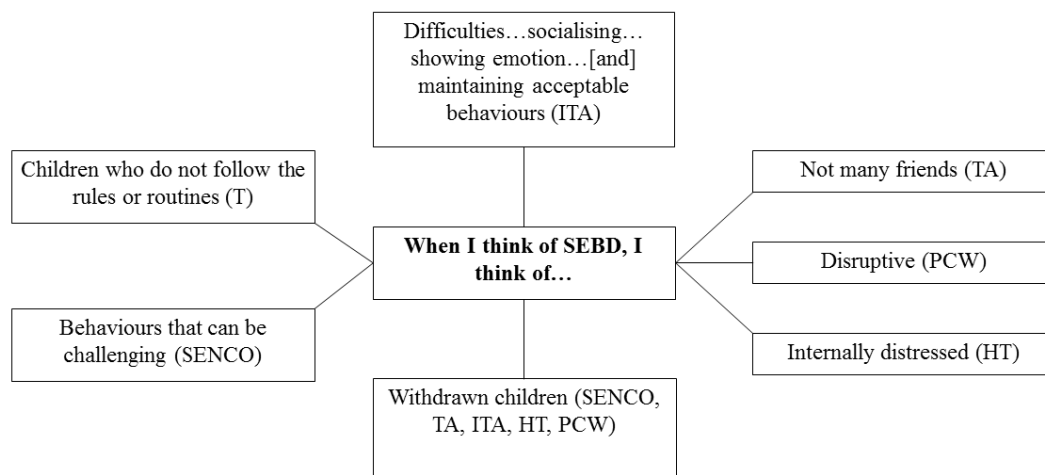 Difficulties…socialising…
showing emotion…[and]
maintaining acceptable
behaviours (ITA)
Children who do not follow the
rules or routines (T)
Not many friends (TA)
When I think of SEBD, I
think of…
Disruptive (PCW)
Behaviours that can be
challenging (SENCO)
Internally distressed (HT)
Withdrawn children (SENCO,
TA, ITA, HT, PCW)